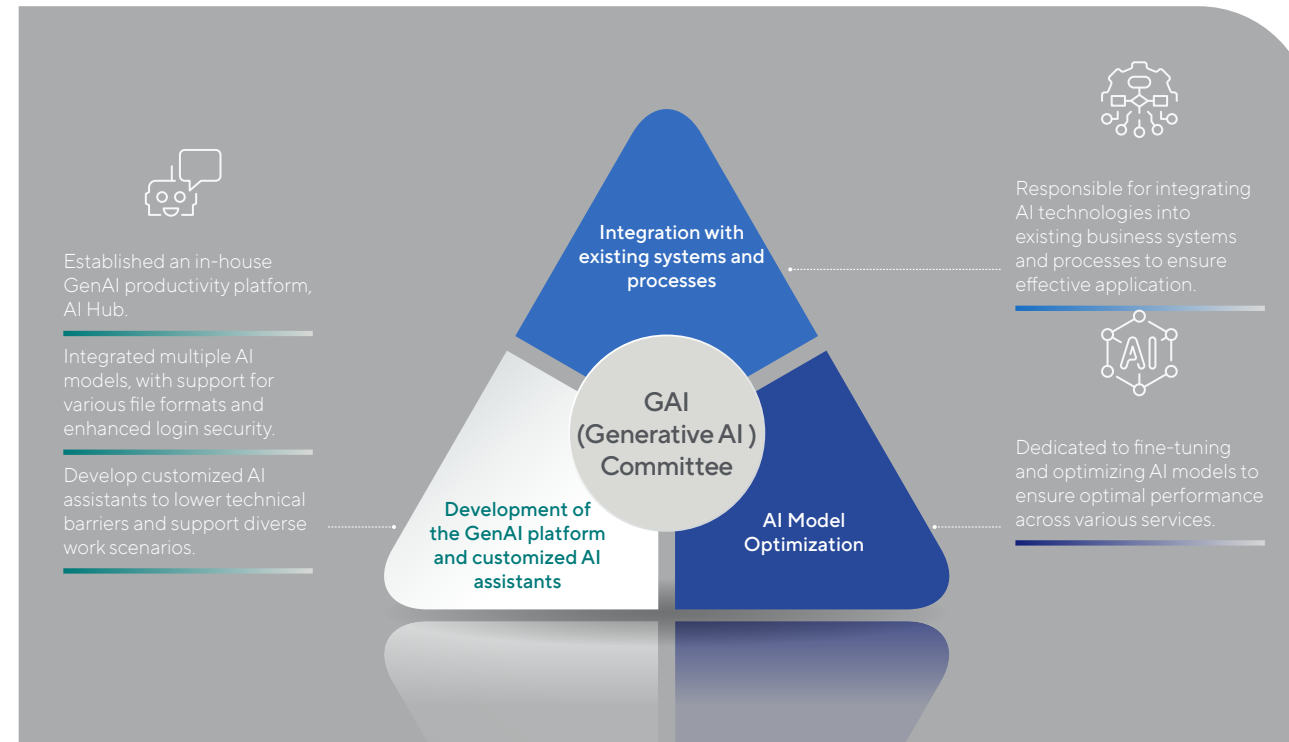 Established an in-house
GenAI productivity platform,
AI Hub.
Integrated multiple AI
models, with support for
various file formats and
enhanced login security.
Develop customized AI
assistants to lower technical
barriers and support diverse
work scenarios.
Integration with
existing systems and
processes
GAI
(Generative AI )
Committee
Development of
the GenAI platform
and customized AI
assistants
AI Model
Optimization
Responsible for integrating
AI technologies into
existing business systems
and processes to ensure
effective application.
AI
Dedicated to fine-tuning
and optimizing AI models to
ensure optimal performance
across various services.